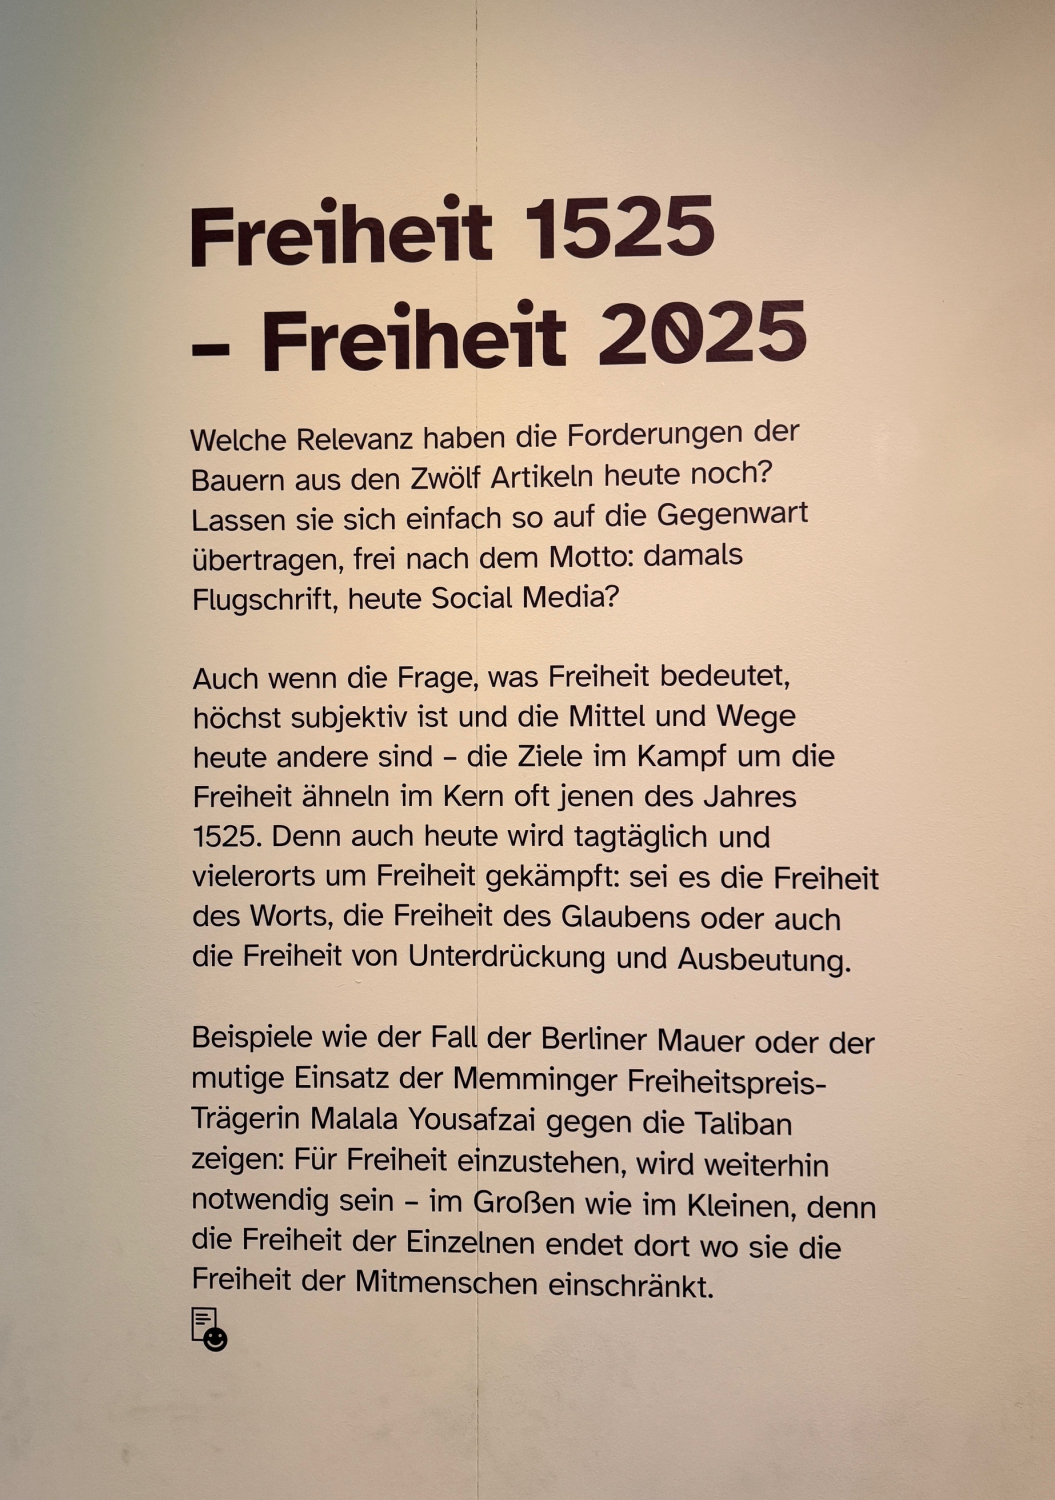 Freiheit 1525
– Freiheit 2025
Welche Relevanz haben die Forderungen der
Bauern aus den Zwölf Artikeln heute noch?
Lassen sie sich einfach so auf die Gegenwart
übertragen, frei nach dem Motto: damals
Flugschrift, heute Social Media?
Auch wenn die Frage, was Freiheit bedeutet,
höchst subjektiv ist und die Mittel und Wege
heute andere sind – die Ziele im Kampf um die
Freiheit ähneln im Kern oft jenen des Jahres
1525. Denn auch heute wird tagtäglich und
vielerorts um Freiheit gekämpft: sei es die Freiheit
des Worts, die Freiheit des Glaubens oder auch
die Freiheit von Unterdrückung und Ausbeutung.
Beispiele wie der Fall der Berliner Mauer oder der
mutige Einsatz der Memminger Freiheitspreis-
Trägerin Malala Yousafzai gegen die Taliban
zeigen: Für Freiheit einzustehen, wird weiterhin
notwendig sein – im Großen wie im Kleinen, denn
die Freiheit der Einzelnen endet dort wo sie die
Freiheit der Mitmenschen einschränkt.